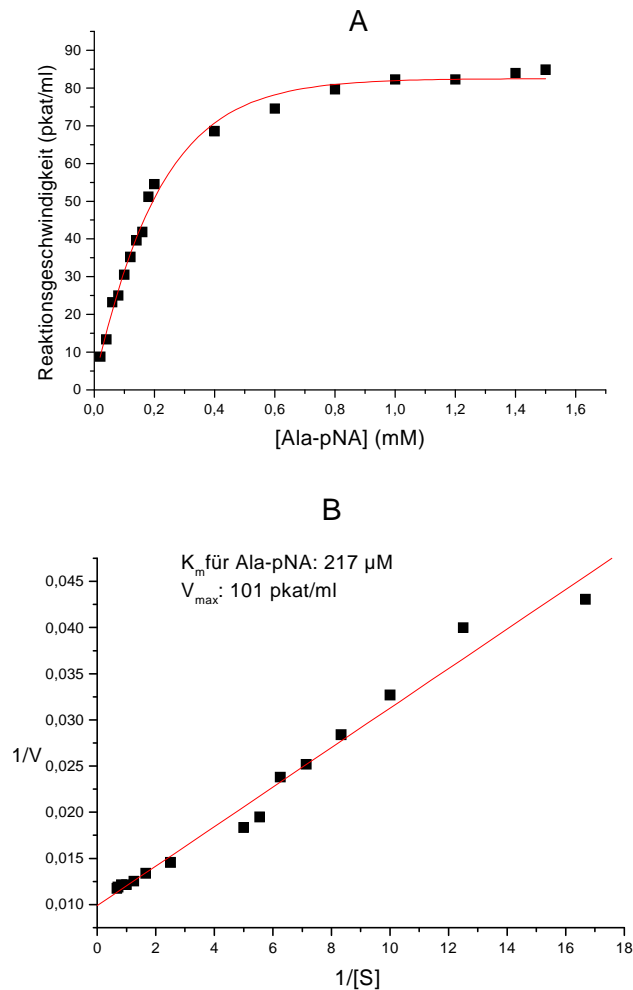 A
90
80
70
60
50
40
30
20
10
0
Reaktionsgeschwindigkeit (pkat/ml)
0,0 0,2 0,4 0,6 0,8 1,0 1,2 1,4 1,6
[Ala-pNA] (mM)
B
Km für Ala-pNA: 217 µM
Vmax: 101 pkat/ml
0,045
0,040
0,035
0,030
1/V
0,025
0,020
0,015
0,010
0 2 4 6 8 10 12 14 16 18
1/[S]